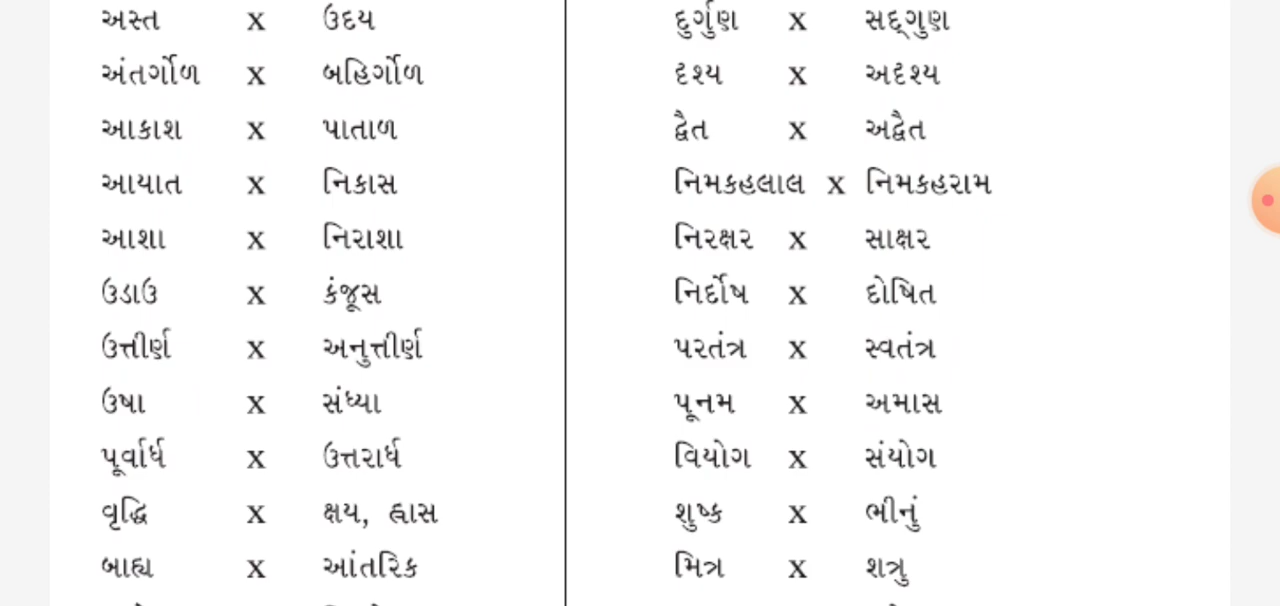 અસ્ત x ઉદય
અંતર્ગોળ x બહિર્ગોળ
આકાશ x પાતાળ
આયાત x નિકાસ
આશા x નિરાશા
ઉડાઉ x કંજૂસ
ઉત્તીર્ણ x અનુત્તીર્ણ
ઉષા x સંધ્યા
પૂર્વાર્ધ x ઉત્તરાર્ધ
વૃદ્ધિ x ક્ષય, હ્રાસ
બાહ્ય x આંતરિક
દુર્ગુણ x સદ્ગુણ
દૃશ્ય x અદૃશ્ય
દ્વૈત x અદ્વૈત
નિમકહલાલ x નિમકહરામ
નિરક્ષર x સાક્ષર
નિર્દોષ x દોષિત
પરતંત્ર x સ્વતંત્ર
પૂનમ x અમાસ
વિયોગ x સંયોગ
શુષ્ક x ભીનું
મિત્ર x શત્રુ